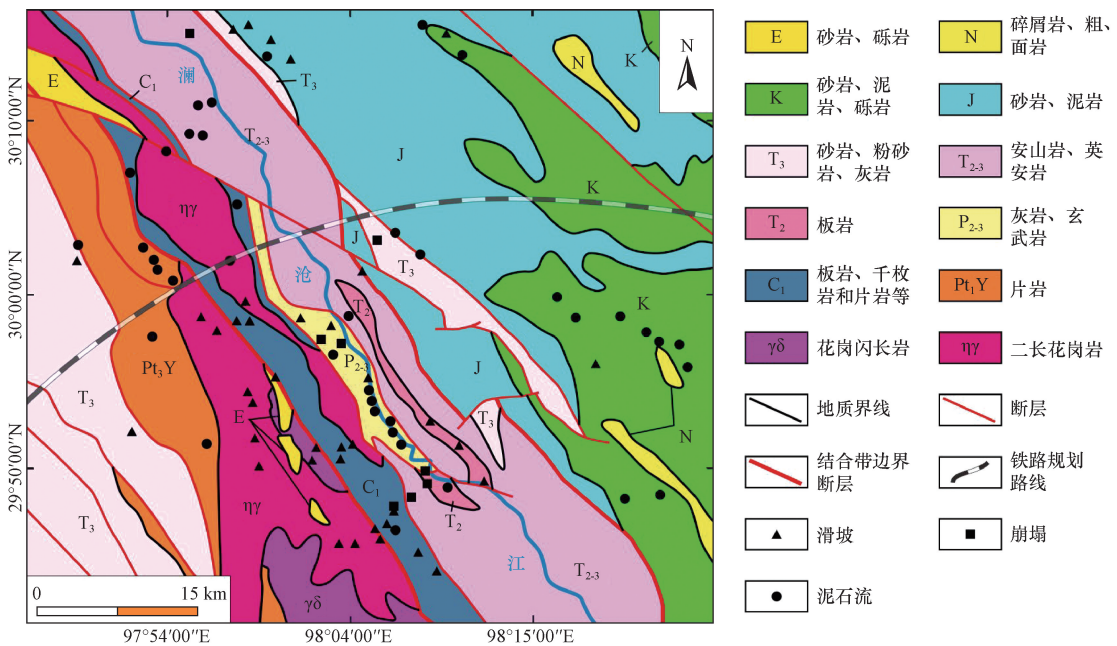 E
C₁
澜
T₃
T₂₋₃
N
K
N
J
K
ηγ
J
T₃
沧
T₂
K
P₂₋₃
Pt₃Y
J
T₃
T₃
E
N
C₁
ηγ
T₂
T₃
江
T₂₋₃
γδ
0 15 km
30°10′00″N
30°00′00″N
29°50′00″N
97°54′00″E
98°04′00″E
98°15′00″E
E
砂岩、砾岩
N
碎屑岩、粗、
面岩
K
砂岩、泥
岩、砾岩
J
砂岩、泥岩
T₃
砂岩、粉砂
岩、灰岩
T₂₋₃
安山岩、英
安岩
T₂
板岩
P₂₋₃
灰岩、玄
武岩
C₁
板岩、千枚
岩和片岩等
Pt₁Y
片岩
γδ
花岗闪长岩
ηγ
二长花岗岩
地质界线
断层
结合带边界
断层
铁路规划
路线
滑坡
崩塌
泥石流